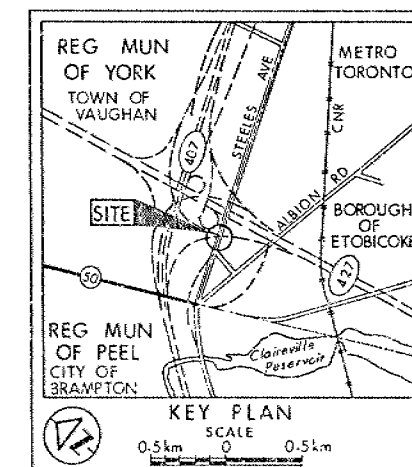 REG MUN
OF YORK
TOWN OF
VAUGHAN
METRO
TORONTO
STEELES AVE
CNR
407
SITE
ALBION RD
BOROUGH
OF
ETOBICOKE
50
427
REG MUN
OF PEEL
CITY OF
BRAMPTON
Claireville
Reservoir
N
KEY PLAN
SCALE
0.5km 0 0.5km